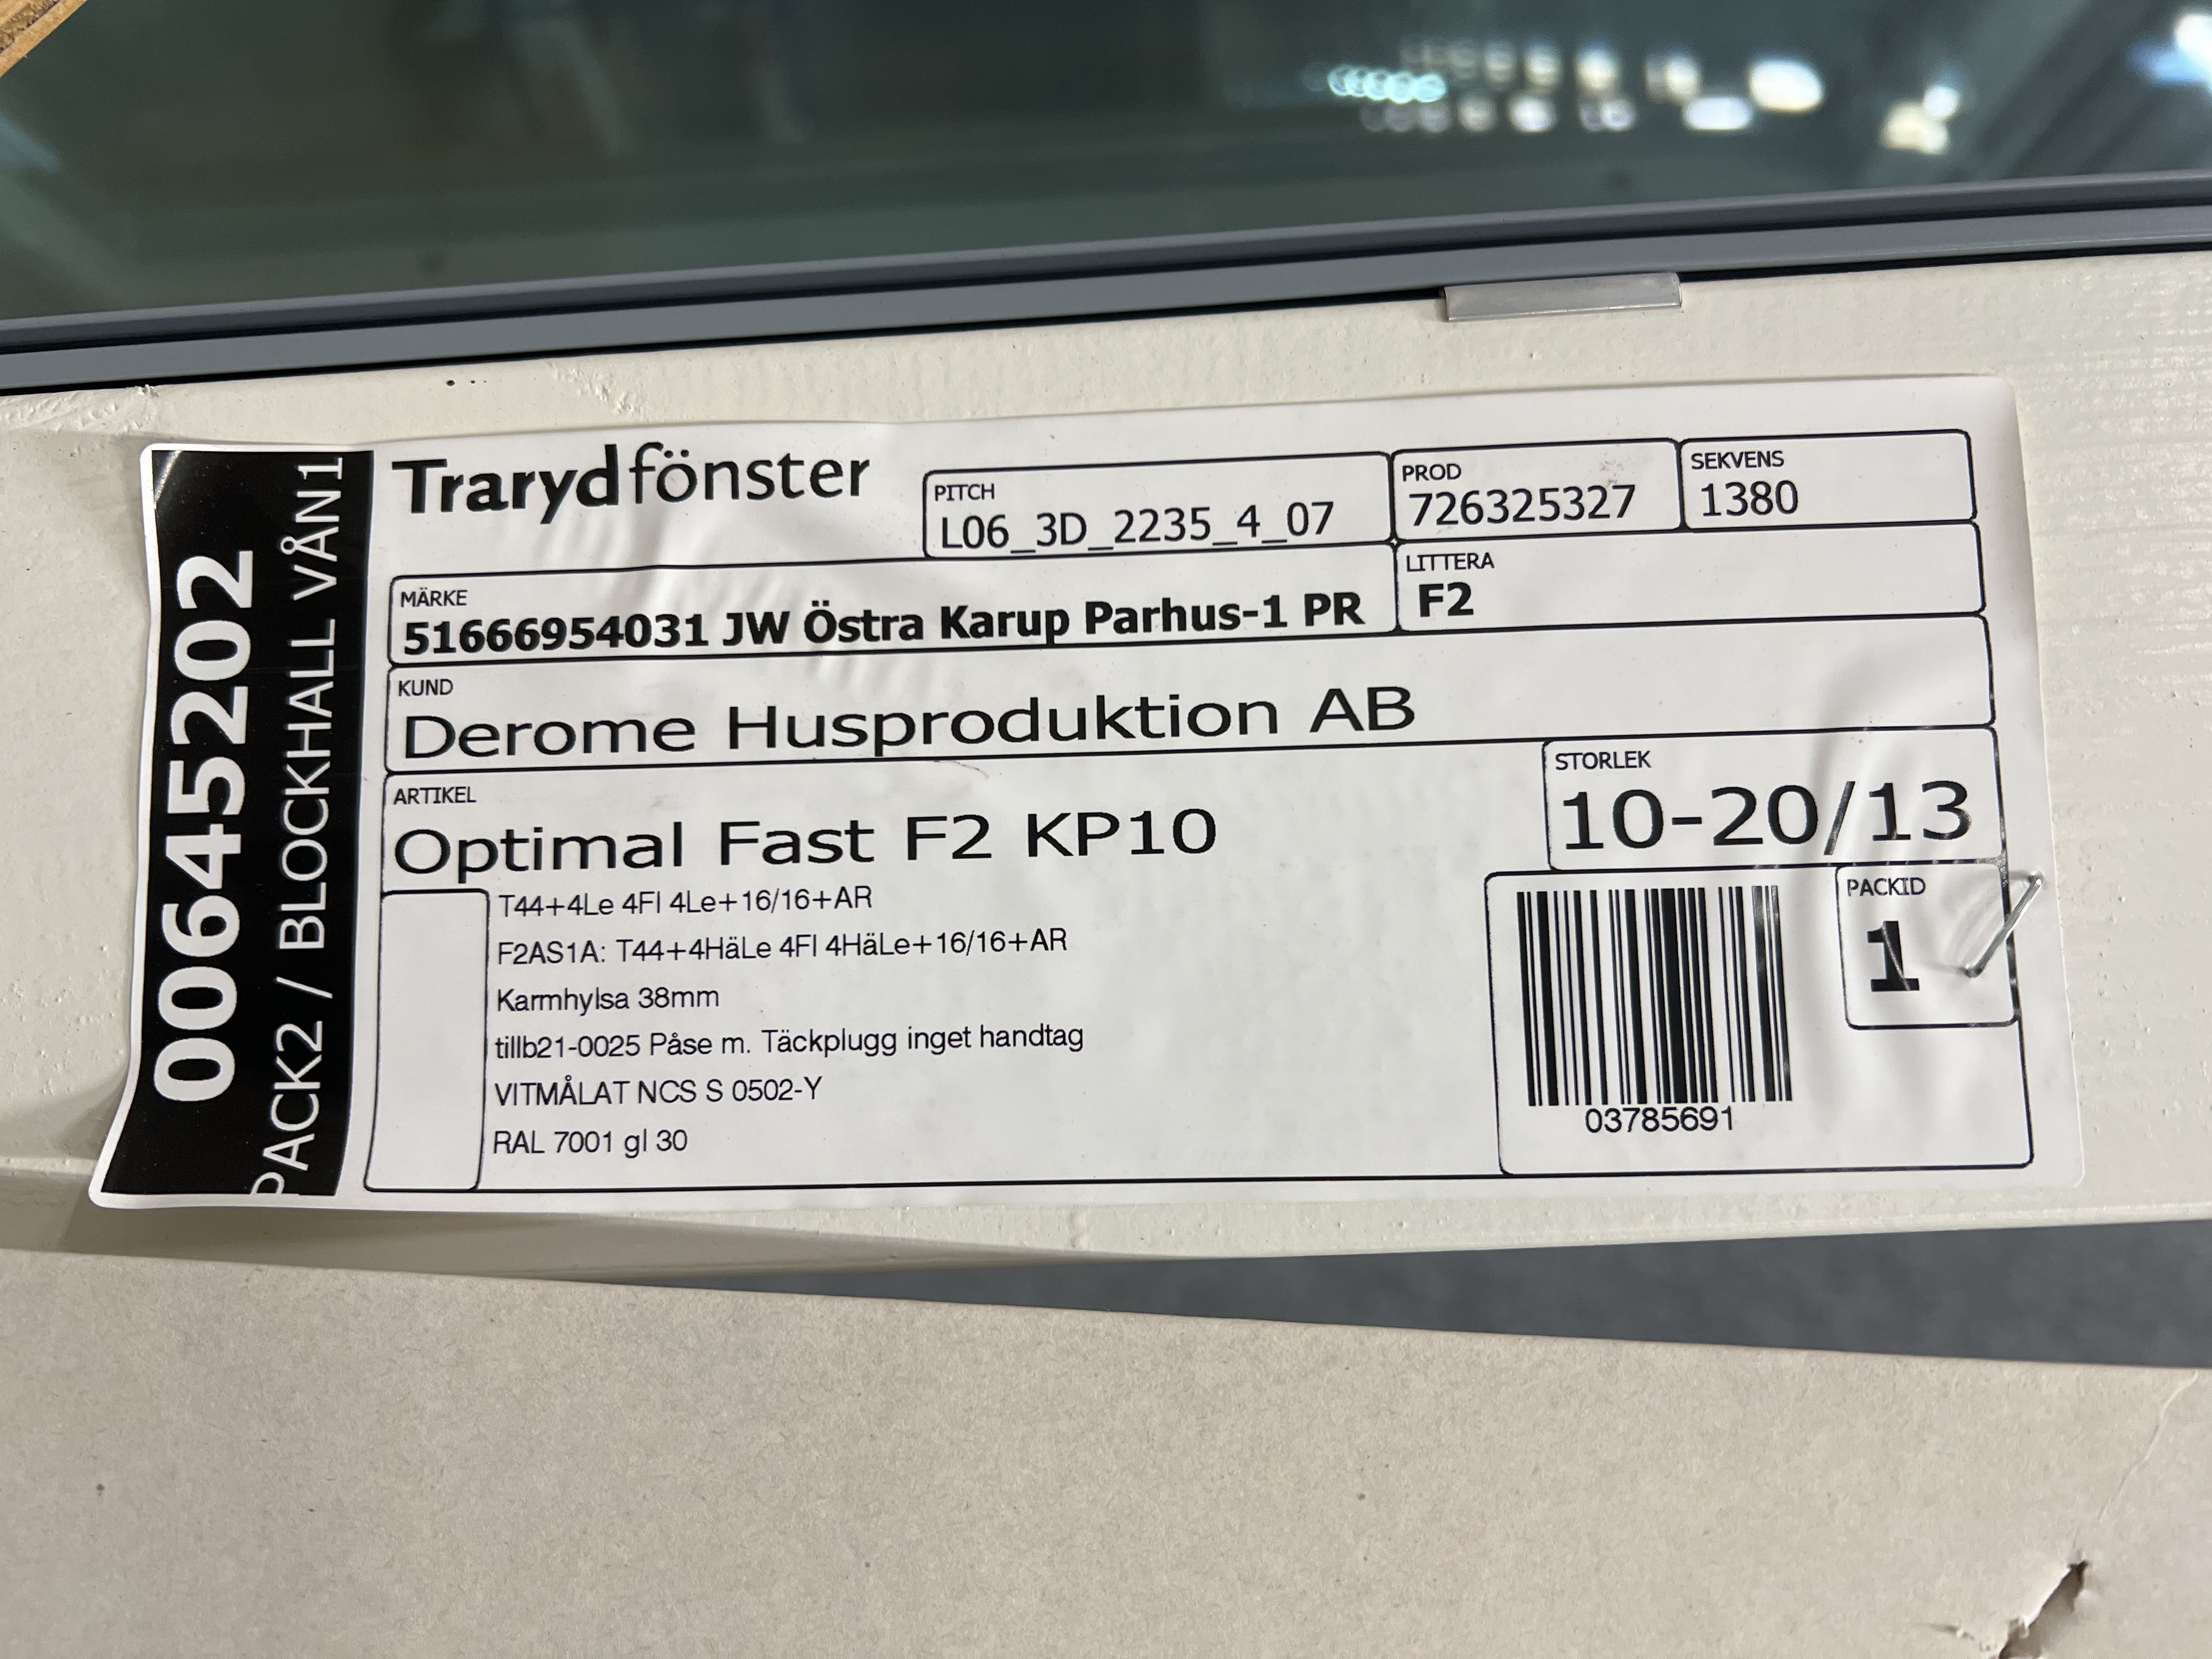 00645202
PACK2 / BLOCKHALL VÅN1
Trarydfönster
PITCH
L06_3D_2235_4_07
PROD
726325327
SEKVENS
1380
MÄRKE
51666954031 JW Östra Karup Parhus-1 PR
LITTERA
F2
KUND
Derome Husproduktion AB
ARTIKEL
Optimal Fast F2 KP10
STORLEK
10-20/13
T44+4Le 4Fl 4Le+16/16+AR
F2AS1A: T44+4HäLe 4Fl 4HäLe+16/16+AR
Karmhylsa 38mm
tillb21-0025 Påse m. Täckplugg inget handtag
VITMÅLAT NCS S 0502-Y
RAL 7001 gl 30
PACKID
1
03785691